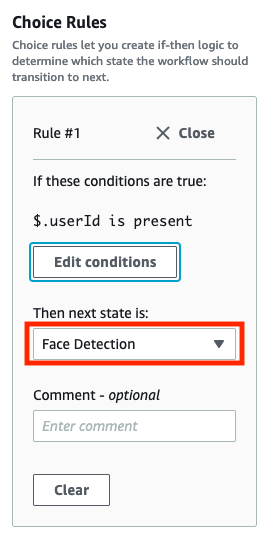 Choice Rules
Choice rules let you create if-then logic to
determine which state the workflow should
transition to next.
Rule #1
Close
If these conditions are true:
$.userId is present
Edit conditions
Then next state is:
Face Detection
Comment - optional
Enter comment
Clear